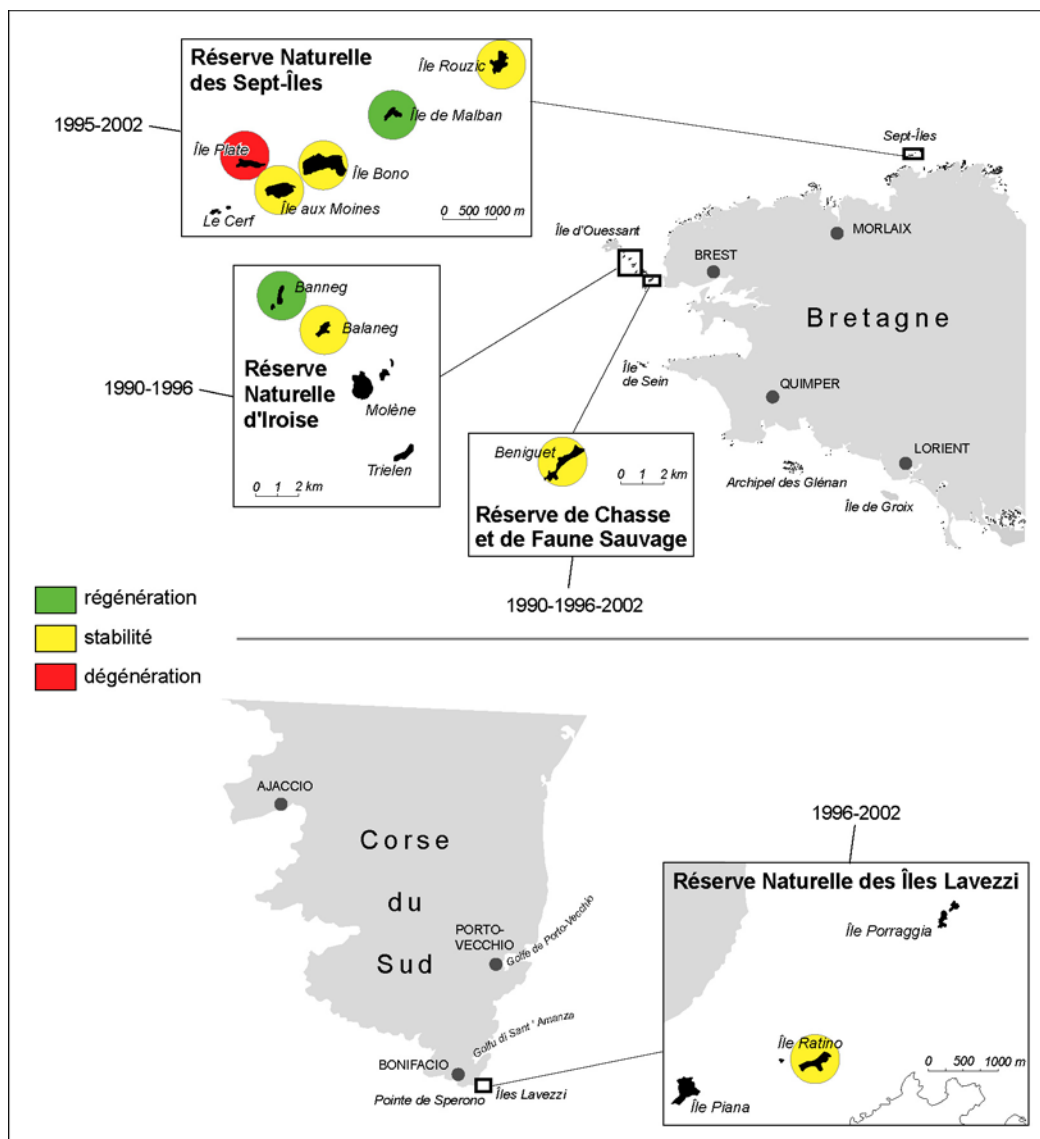 Réserve Naturelle
des Sept-Îles
Île Rouzic
Île de Malban
1995-2002
Île Plate
Île Bono
Île aux Moines
Le Cerf
0 500 1000 m
Sept-Îles
Île d'Ouessant
MORLAIX
BREST
Bretagne
Banneg
Balaneg
1990-1996
Réserve
Naturelle
d'Iroise
Molène
Trielen
0 1 2 km
Île
de Sein
QUIMPER
LORIENT
Archipel des Glénan
Île de Groix
Beniguet
0 1 2 km
Réserve de Chasse
et de Faune Sauvage
1990-1996-2002
régénération
stabilité
dégénération
AJACCIO
Corse
du
Sud
PORTO-
VECCHIO
Golfe de Porto-Vecchio
Golfu di Sant ' Amanza
BONIFACIO
Pointe de Sperono
Îles Lavezzi
1996-2002
Réserve Naturelle des Îles Lavezzi
Île Porraggia
Île Ratino
0 500 1000 m
Île Piana